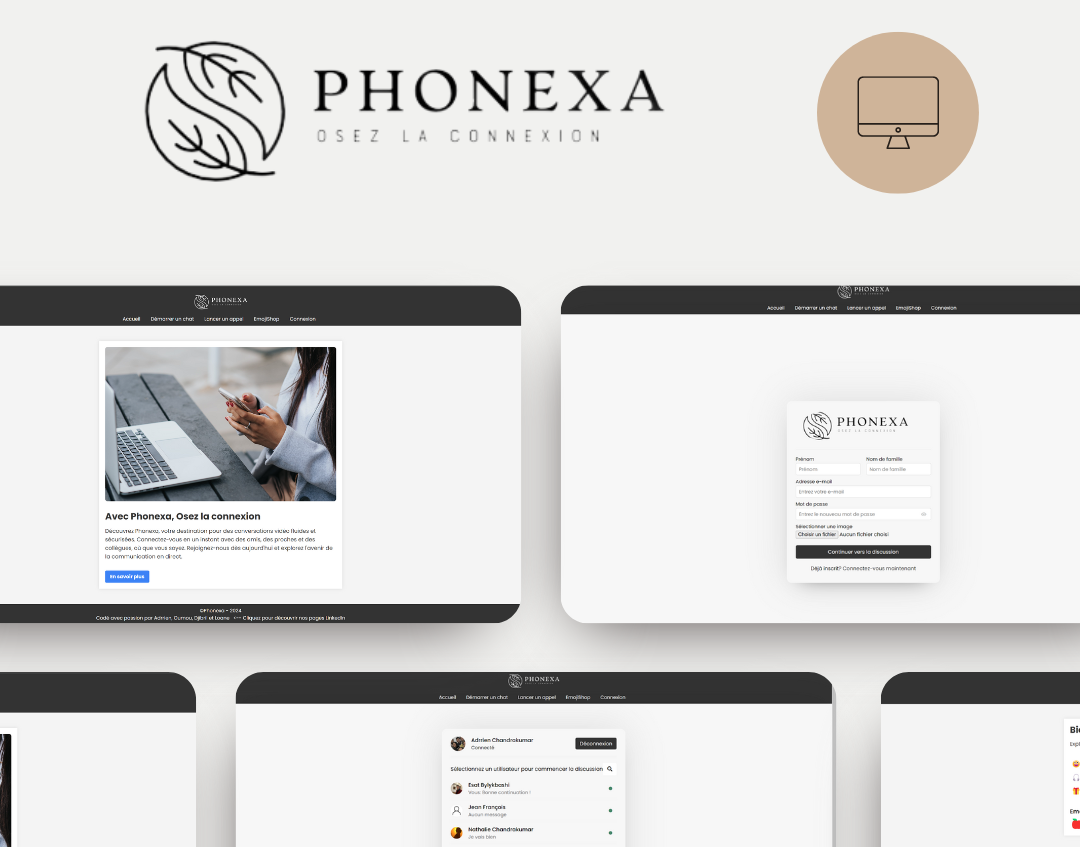 PHONEXA
OSEZ LA CONNEXION
PHONEXA
Accueil Démarrer un chat Lancer un appel EmojiShop Connexion
Avec Phonexa, Osez la connexion
Découvrez Phonexa, votre destination pour des conversations vidéo fluides et
sécurisées. Connectez-vous en un instant avec des amis, des proches et des
collègues, où que vous soyez. Rejoignez-nous dès aujourd'hui et explorez l'avenir de
la communication en direct.
En savoir plus
©Phonexa - 2024
Codé avec passion par Adrien, Oumou, Djibril et Loane <-- Cliquez pour découvrir nos pages LinkedIn
PHONEXA
Accueil Démarrer un chat Lancer un appel EmojiShop Connexion
PHONEXA
OSEZ LA CONNEXION
Prénom Nom de famille
Prénom Nom de famille
Adresse e-mail
Entrez votre e-mail
Mot de passe
Entrez le nouveau mot de passe
Sélectionner une image
Choisir un fichier Aucun fichier choisi
Continuer vers la discussion
Déjà inscrit? Connectez-vous maintenant
PHONEXA
Accueil Démarrer un chat Lancer un appel EmojiShop Connexion
Adrrien Chandrakumar
Connecté
Déconnexion
Sélectionnez un utilisateur pour commencer la discussion
Esat Bylykbashi
Vous: Bonne continuation !
Jean François
Aucun message
Nathalie Chandrakumar
Je vais bien